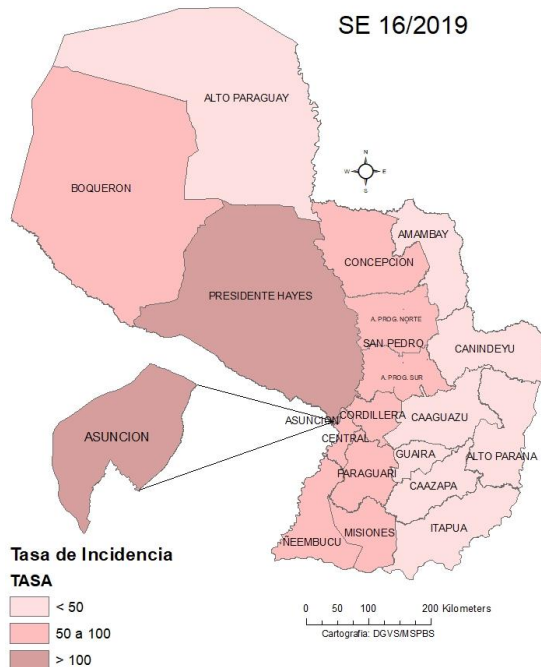 SE 16/2019
ALTO PARAGUAY
BOQUERON
N
W E
S
AMAMBAY
CONCEPCION
PRESIDENTE HAYES
A. PROG. NORTE
SAN PEDRO
CANINDEYU
A. PROG. SUR
ASUNCION
CORDILLERA
CAAGUAZU
ASUNCION
CENTRAL
GUAIRA
ALTO PARANA
PARAGUARI
CAAZAPA
ITAPUA
MISIONES
ÑEEMBUCU
Tasa de Incidencia
TASA
< 50
50 a 100
> 100
0 50 100 200 Kilometers
Cartografia: DGVS/MSPBS